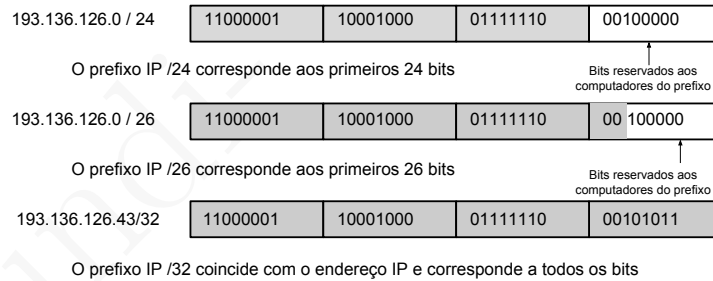 193.136.126.0 / 24 11000001 10001000 01111110 00100000
O prefixo IP /24 corresponde aos primeiros 24 bits
Bits reservados aos
computadores do prefixo
193.136.126.0 / 26 11000001 10001000 01111110 00 100000
O prefixo IP /26 corresponde aos primeiros 26 bits
Bits reservados aos
computadores do prefixo
193.136.126.43/32 11000001 10001000 01111110 00101011
O prefixo IP /32 coincide com o endereço IP e corresponde a todos os bits